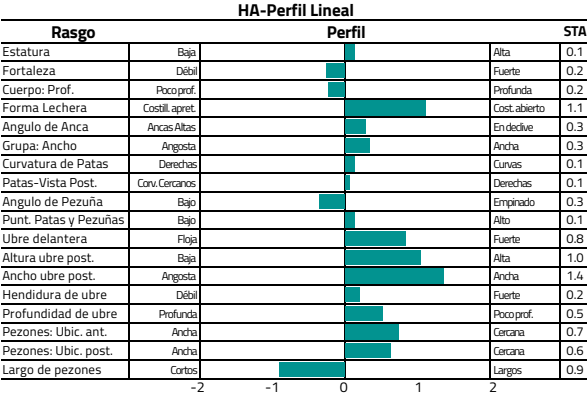 HA-Perfil Lineal
Rasgo Perfil STA
Estatura Baja Alta 0.1
Fortaleza Débil Fuerte 0.2
Cuerpo: Prof. Poco prof. Profunda 0.2
Forma Lechera Costill. apret. Cost. abierto 1.1
Angulo de Anca Ancas Altas En declive 0.3
Grupa: Ancho Angosta Ancha 0.3
Curvatura de Patas Derechas Curvas 0.1
Patas-Vista Post. Corv. Cercanos Derechas 0.1
Angulo de Pezuña Bajo Empinado 0.3
Punt. Patas y Pezuñas Bajo Alto 0.1
Ubre delantera Floja Fuerte 0.8
Altura ubre post. Baja Alta 1.0
Ancho ubre post. Angosta Ancha 1.4
Hendidura de ubre Débil Fuerte 0.2
Profundidad de ubre Profunda Poco prof. 0.5
Pezones: Ubic. ant. Ancha Cercana 0.7
Pezones: Ubic. post. Ancha Cercana 0.6
Largo de pezones Cortos Largos 0.9
-2 -1 0 1 2